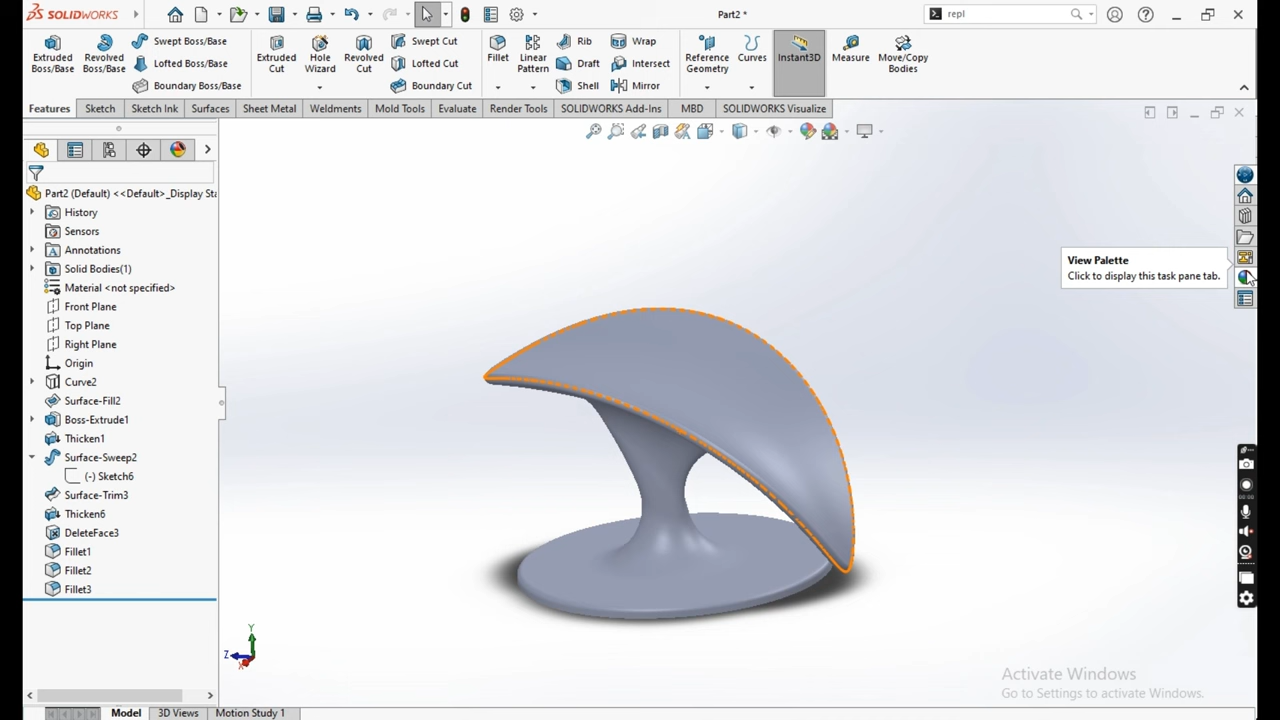 SOLIDWORKS
Part2 *
repl
Extruded Boss/Base
Revolved Boss/Base
Swept Boss/Base
Lofted Boss/Base
Boundary Boss/Base
Extruded Cut
Hole Wizard
Revolved Cut
Swept Cut
Lofted Cut
Boundary Cut
Fillet
Linear Pattern
Rib
Draft
Shell
Wrap
Intersect
Mirror
Reference Geometry
Curves
Instant3D
Measure
Move/Copy Bodies
Features
Sketch
Sketch Ink
Surfaces
Sheet Metal
Weldments
Mold Tools
Evaluate
Render Tools
SOLIDWORKS Add-Ins
MBD
SOLIDWORKS Visualize
Part2 (Default) <<Default>_Display Sta
History
Sensors
Annotations
Solid Bodies(1)
Material <not specified>
Front Plane
Top Plane
Right Plane
Origin
Curve2
Surface-Fill2
Boss-Extrude1
Thicken1
Surface-Sweep2
(-) Sketch6
Surface-Trim3
Thicken6
DeleteFace3
Fillet1
Fillet2
Fillet3
View Palette
Click to display this task pane tab.
Y
Z
X
Activate Windows
Go to Settings to activate Windows.
Model
3D Views
Motion Study 1